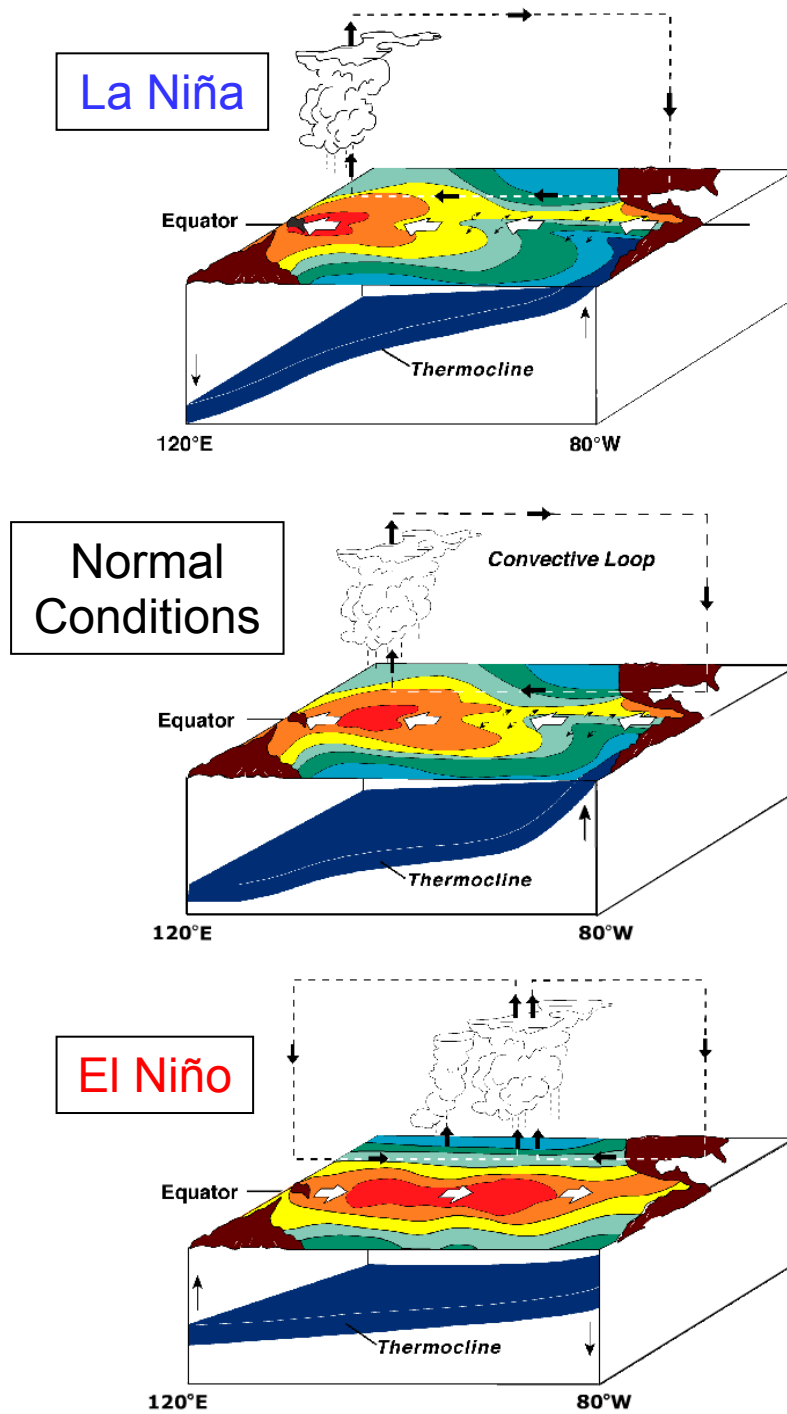 La Niña
Equator
Thermocline
120°E 80°W
Normal
Conditions
Convective Loop
Equator
Thermocline
120°E 80°W
El Niño
Equator
Thermocline
120°E 80°W